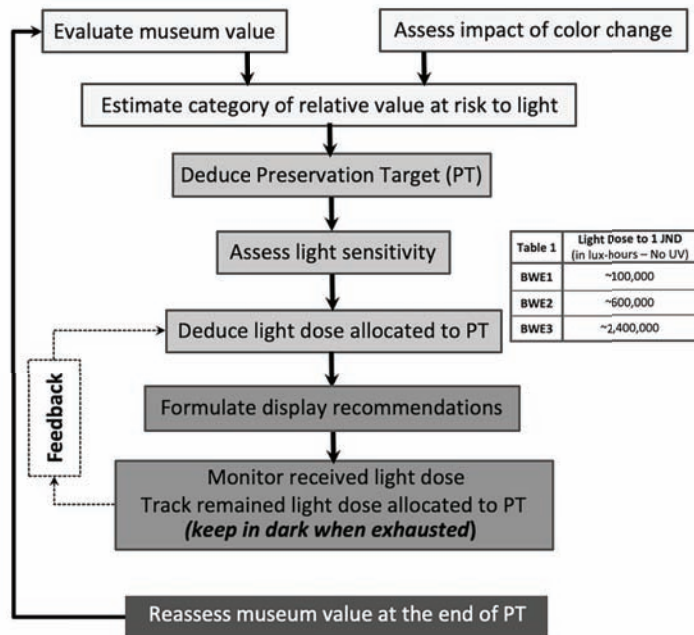 Evaluate museum value
Assess impact of color change
Estimate category of relative value at risk to light
Deduce Preservation Target (PT)
Assess light sensitivity
Table 1
Light Dose to 1 JND
(in lux-hours – No UV)
BWE1
~100,000
BWE2
~600,000
BWE3
~2,400,000
Deduce light dose allocated to PT
Feedback
Formulate display recommendations
Monitor received light dose
Track remained light dose allocated to PT
(keep in dark when exhausted)
Reassess museum value at the end of PT